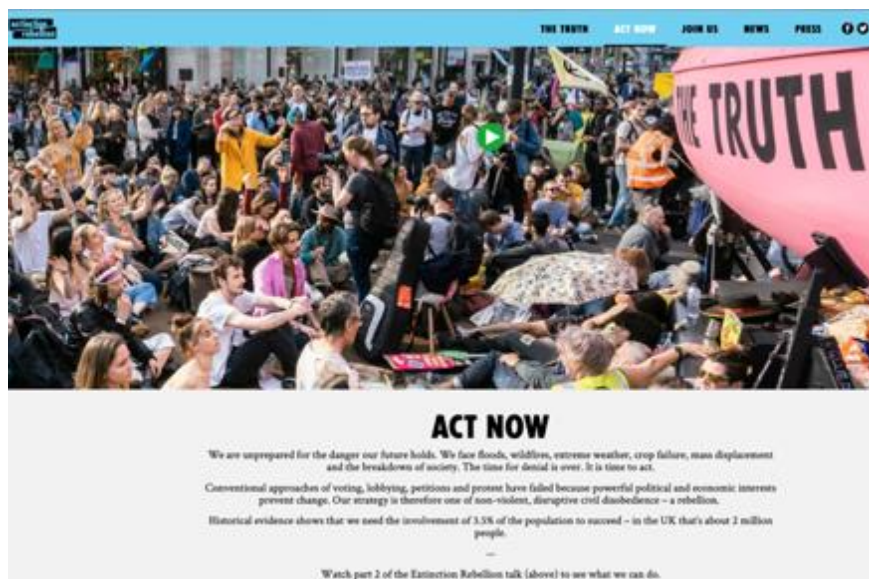 extinction
rebellion
THE TRUTH
ACT NOW
JOIN US
NEWS
PRESS
THE TRUTH
ACT NOW
We are unprepared for the danger our future holds. We face floods, wildfires, extreme weather, crop failure, mass displacement
and the breakdown of society. The time for denial is over. It is time to act.
Conventional approaches of voting, lobbying, petitions and protest have failed because powerful political and economic interests
prevent change. Our strategy is therefore one of non-violent, disruptive civil disobedience – a rebellion.
Historical evidence shows that we need the involvement of 3.5% of the population to succeed – in the UK that's about 2 million
people.
—
Watch part 2 of the Extinction Rebellion talk (above) to see what we can do.